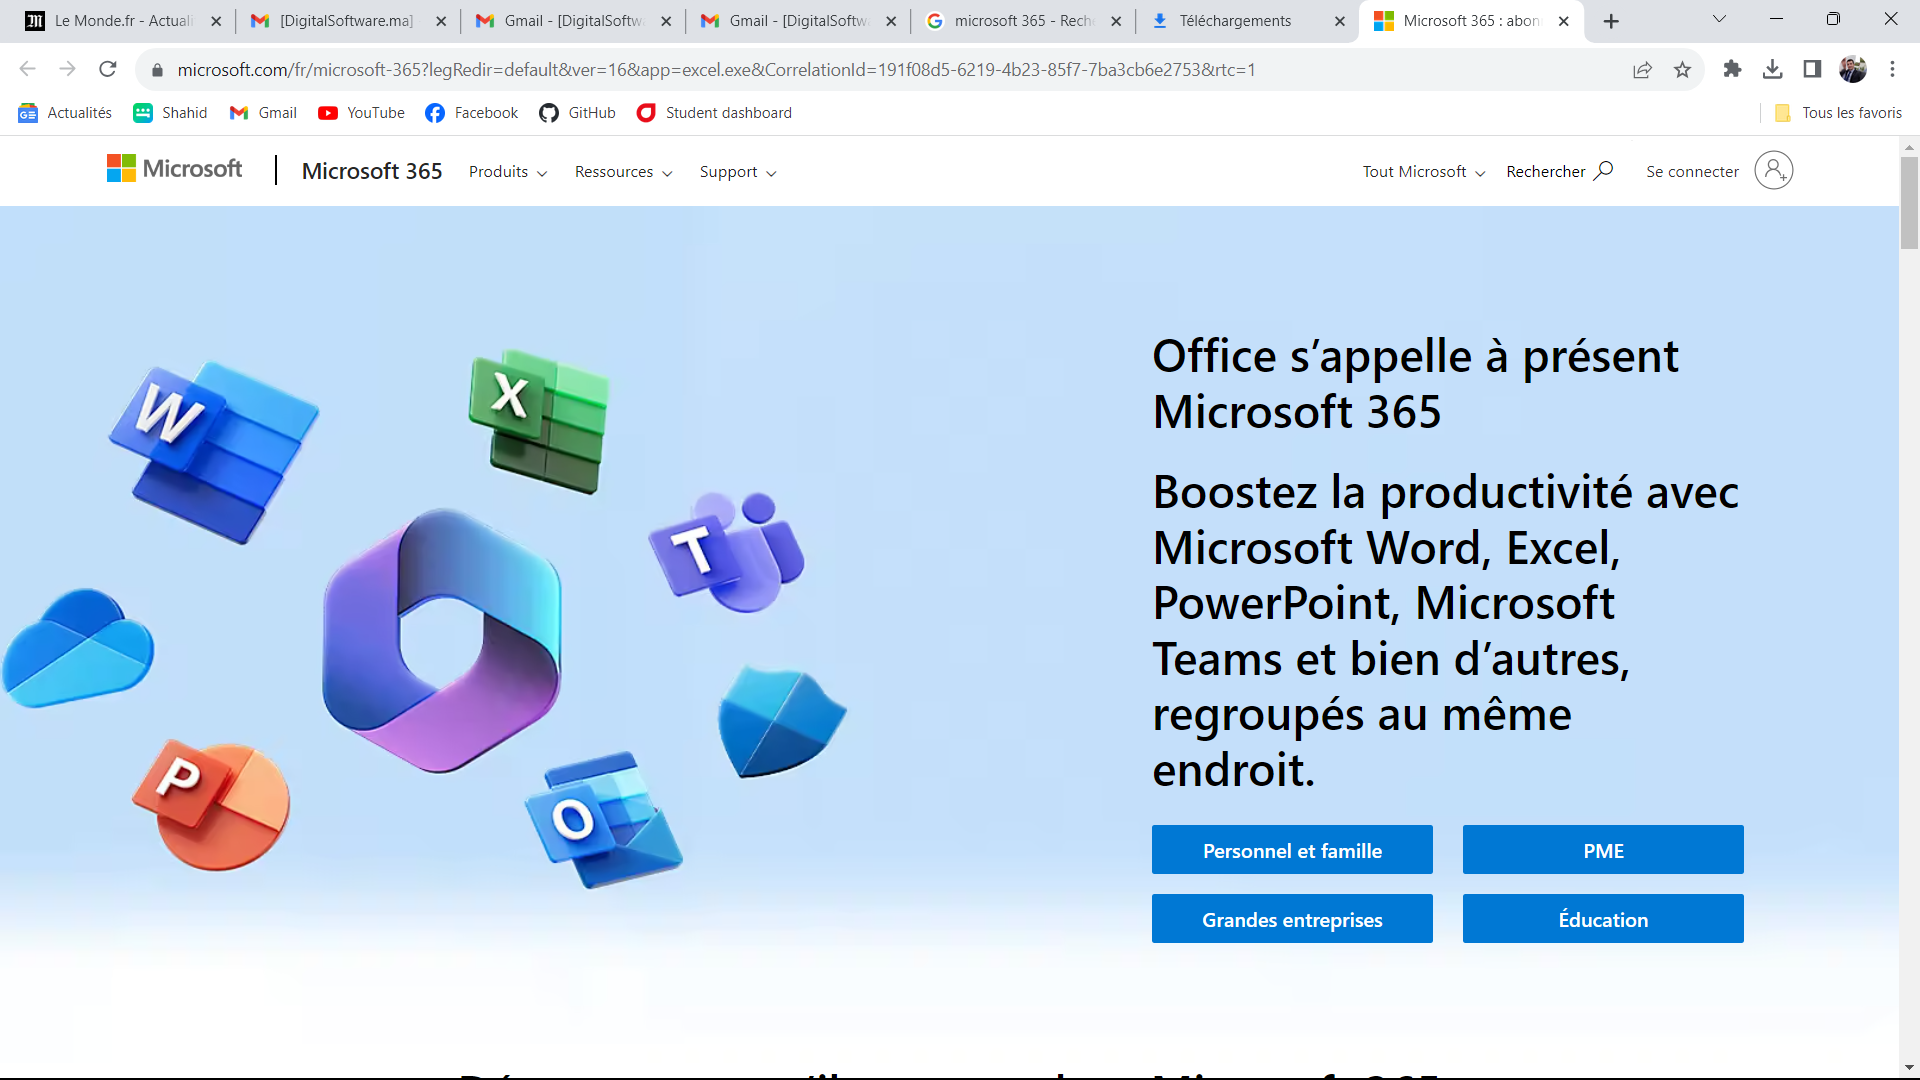 Le Monde.fr - Actuali
[DigitalSoftware.ma]
Gmail - [DigitalSoftwa
Gmail - [DigitalSoftwa
microsoft 365 - Reche
Téléchargements
Microsoft 365 : abon
microsoft.com/fr/microsoft-365?legRedir=default&ver=16&app=excel.exe&CorrelationId=191f08d5-6219-4b23-85f7-7ba3cb6e2753&rtc=1
Actualités
Shahid
Gmail
YouTube
Facebook
GitHub
Student dashboard
Tous les favoris
Microsoft
Microsoft 365
Produits
Ressources
Support
Tout Microsoft
Rechercher
Se connecter
W
X
T
P
O
Office s’appelle à présent
Microsoft 365
Boostez la productivité avec
Microsoft Word, Excel,
PowerPoint, Microsoft
Teams et bien d’autres,
regroupés au même
endroit.
Personnel et famille
PME
Grandes entreprises
Éducation